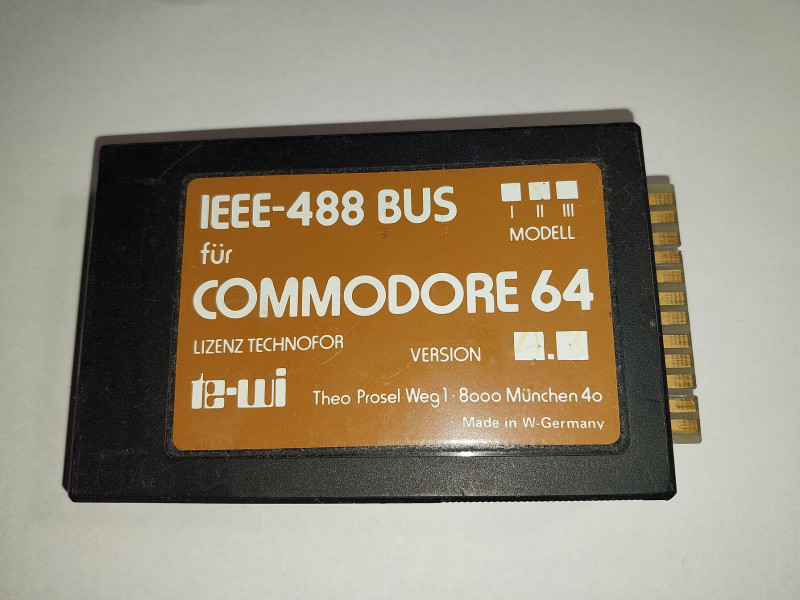 IEEE-488 BUS
I II III
MODELL
für
COMMODORE 64
LIZENZ TECHNOFOR
VERSION
te-wi
Theo Prosel Weg 1 · 8000 München 40
Made in W-Germany